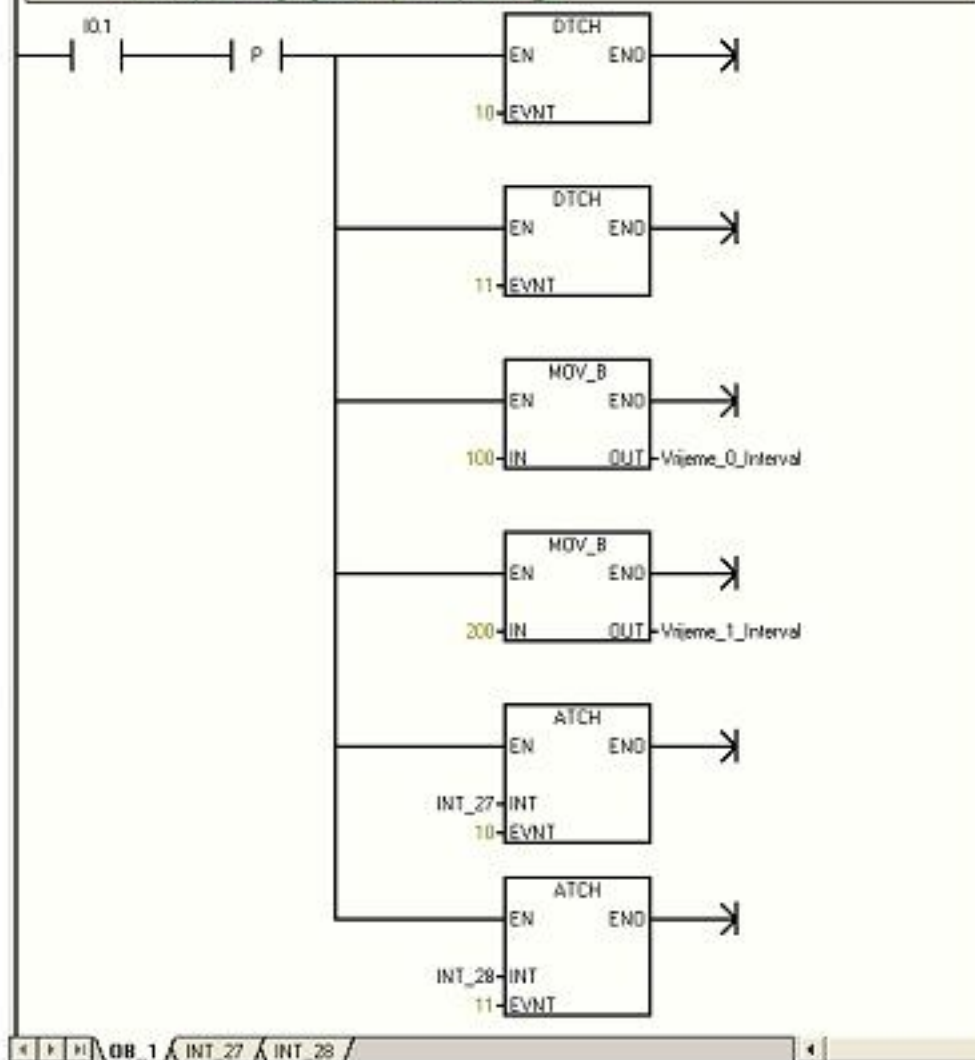 I0.1
P
DTCH
EN ENO
10 EVNT
DTCH
EN ENO
11 EVNT
MOV_B
EN ENO
100 IN OUT Vrijeme_0_Interval
MOV_B
EN ENO
200 IN OUT Vrijeme_1_Interval
ATCH
EN ENO
INT_27 INT
10 EVNT
ATCH
EN ENO
INT_28 INT
11 EVNT
OB_1 INT_27 INT_28